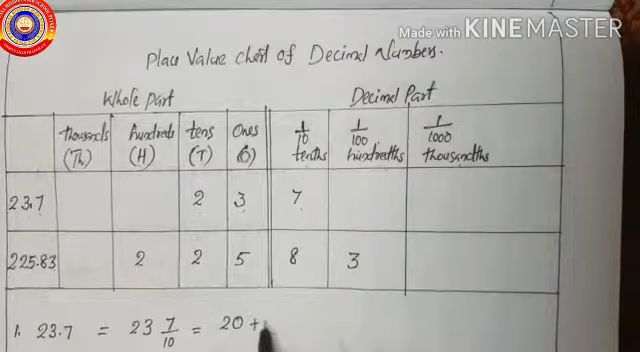 Made with KINEMASTER
Place Value Chart of Decimal Numbers.
Whole Part Decimal Part
thousands (Th) hundreds (H) tens (T) Ones (O) 1/10 tenths 1/100 hundredths 1/1000 thousandths
23.7 2 3 7
225.83 2 2 5 8 3
1. 23.7 = 23 7/10 = 20 +